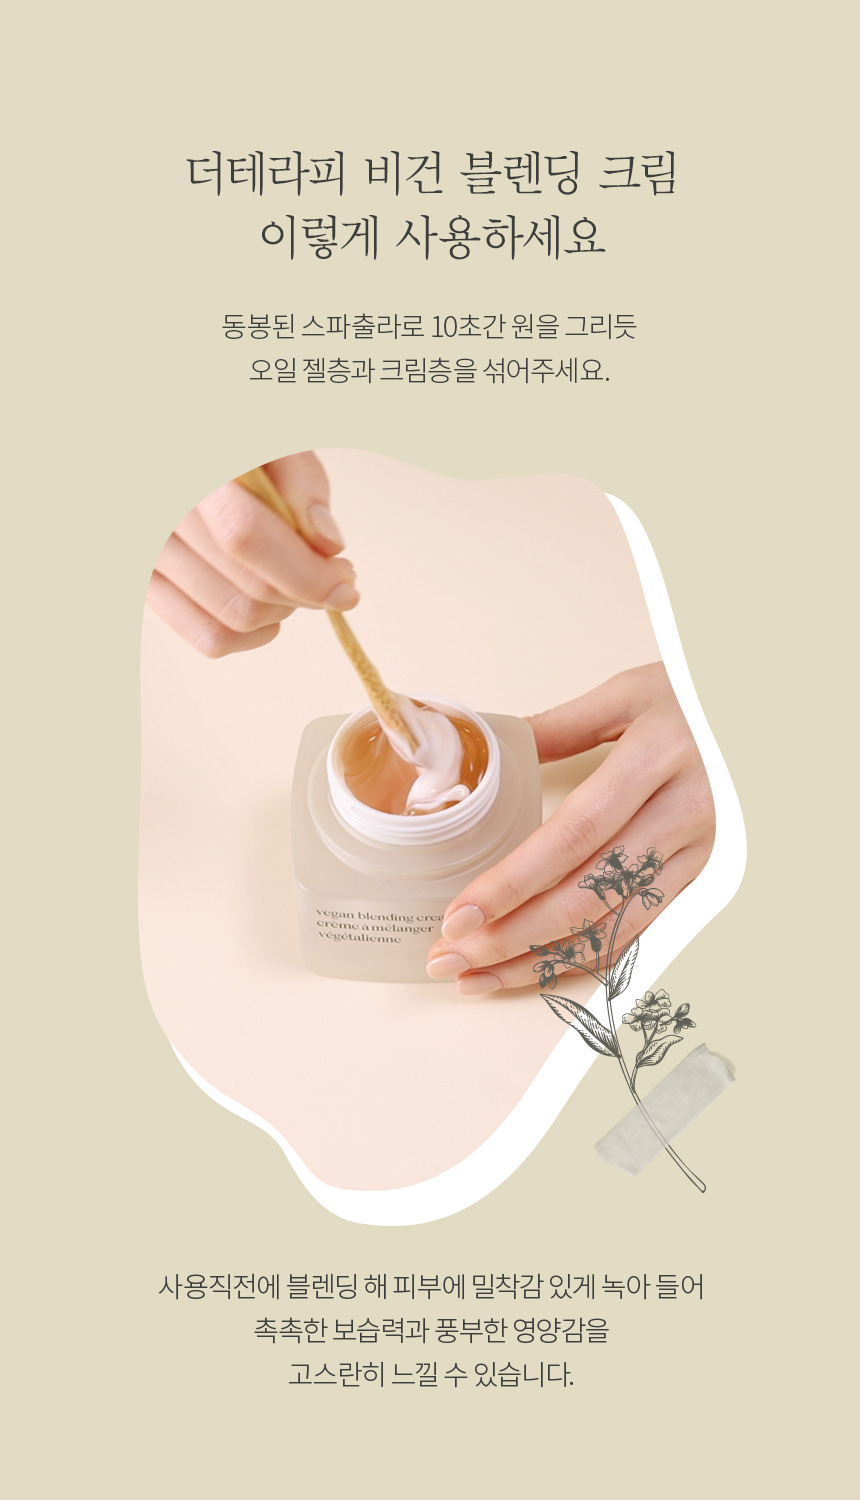 더테라피 비건 블렌딩 크림
이렇게 사용하세요
동봉된 스파출라로 10초간 원을 그리듯
오일 젤층과 크림층을 섞어주세요.
vegan blending
crème à mélanger
végétalienne
사용직전에 블렌딩 해 피부에 밀착감 있게 녹아 들어
촉촉한 보습력과 풍부한 영양감을
고스란히 느낄 수 있습니다.